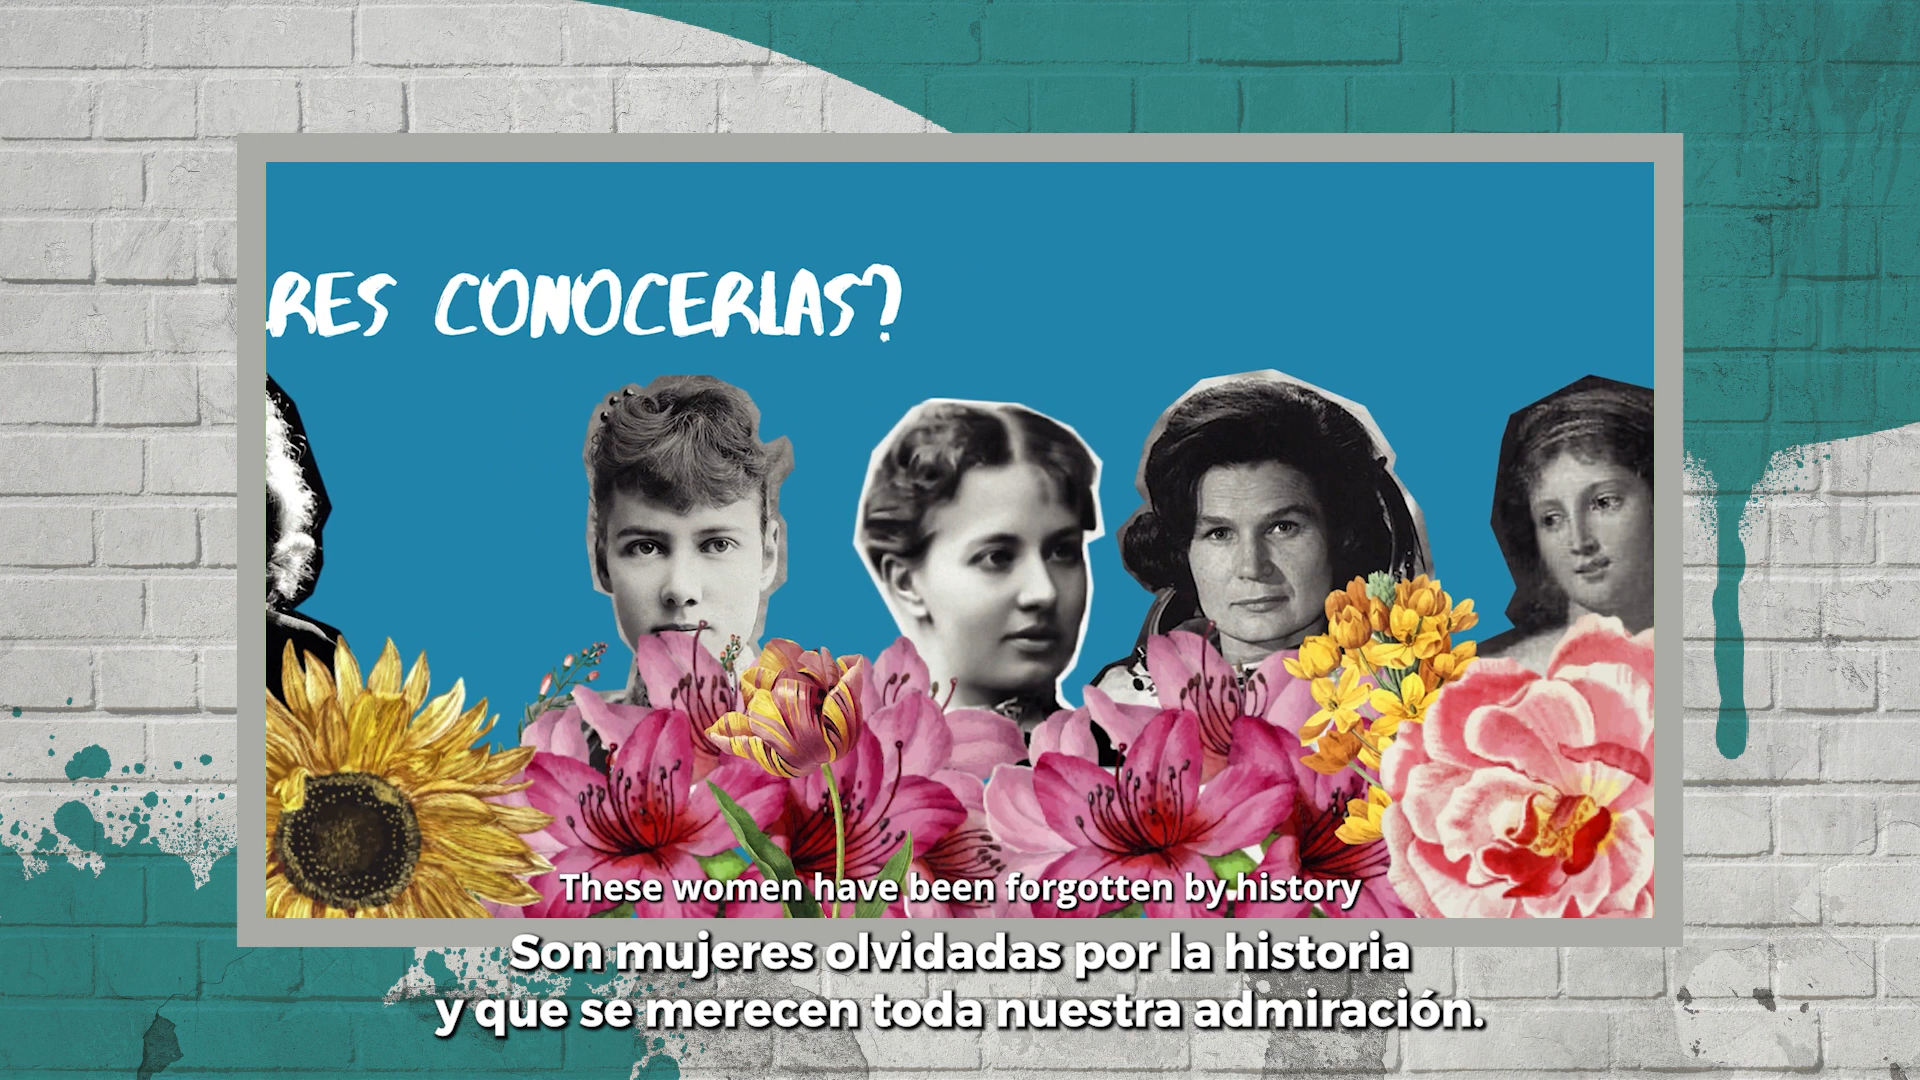 RES CONOCERLAS?
These women have been forgotten by history
Son mujeres olvidadas por la historia
y que se merecen toda nuestra admiración.